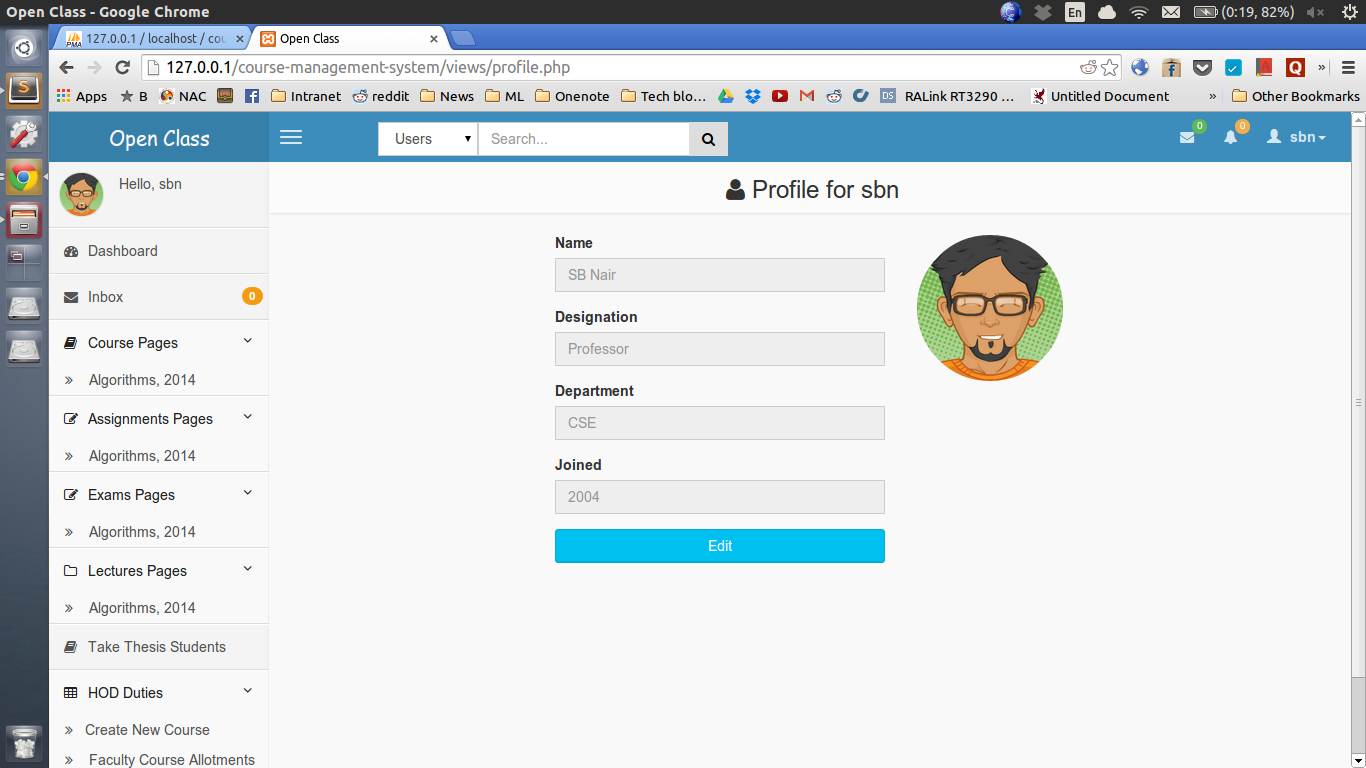 Open Class - Google Chrome
En
(0:19, 82%)
PMA
127.0.0.1 / localhost / cou
Open Class
127.0.0.1/course-management-system/views/profile.php
Apps
B
NAC
Intranet
reddit
News
ML
Onenote
Tech blo...
DS
RALink RT3290 ...
Untitled Document
»
Other Bookmarks
Open Class
Users
Search...
0
0
sbn
Hello, sbn
Dashboard
Inbox
0
Course Pages
Algorithms, 2014
Assignments Pages
Algorithms, 2014
Exams Pages
Algorithms, 2014
Lectures Pages
Algorithms, 2014
Take Thesis Students
HOD Duties
Create New Course
Faculty Course Allotments
Profile for sbn
Name
SB Nair
Designation
Professor
Department
CSE
Joined
2004
Edit